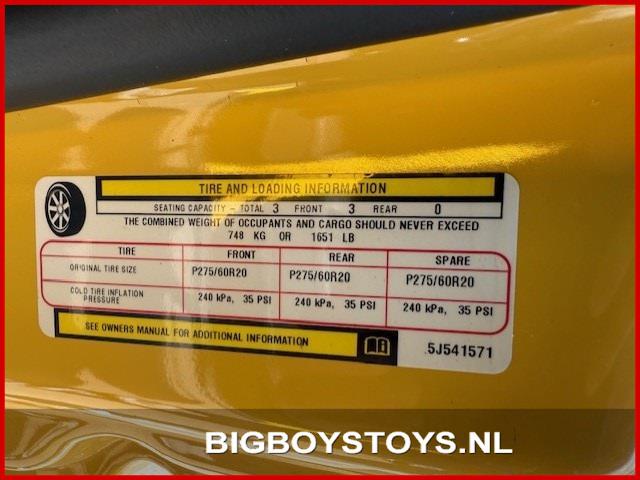 TIRE AND LOADING INFORMATION
SEATING CAPACITY - TOTAL 3 FRONT 3 REAR 0
THE COMBINED WEIGHT OF OCCUPANTS AND CARGO SHOULD NEVER EXCEED
748 KG OR 1651 LB
TIRE FRONT REAR SPARE
ORIGINAL TIRE SIZE P275/60R20 P275/60R20 P275/60R20
COLD TIRE INFLATION
PRESSURE 240 kPa, 35 PSI 240 kPa, 35 PSI 240 kPa, 35 PSI
SEE OWNERS MANUAL FOR ADDITIONAL INFORMATION
5J541571
BIGBOYSTOYS.NL